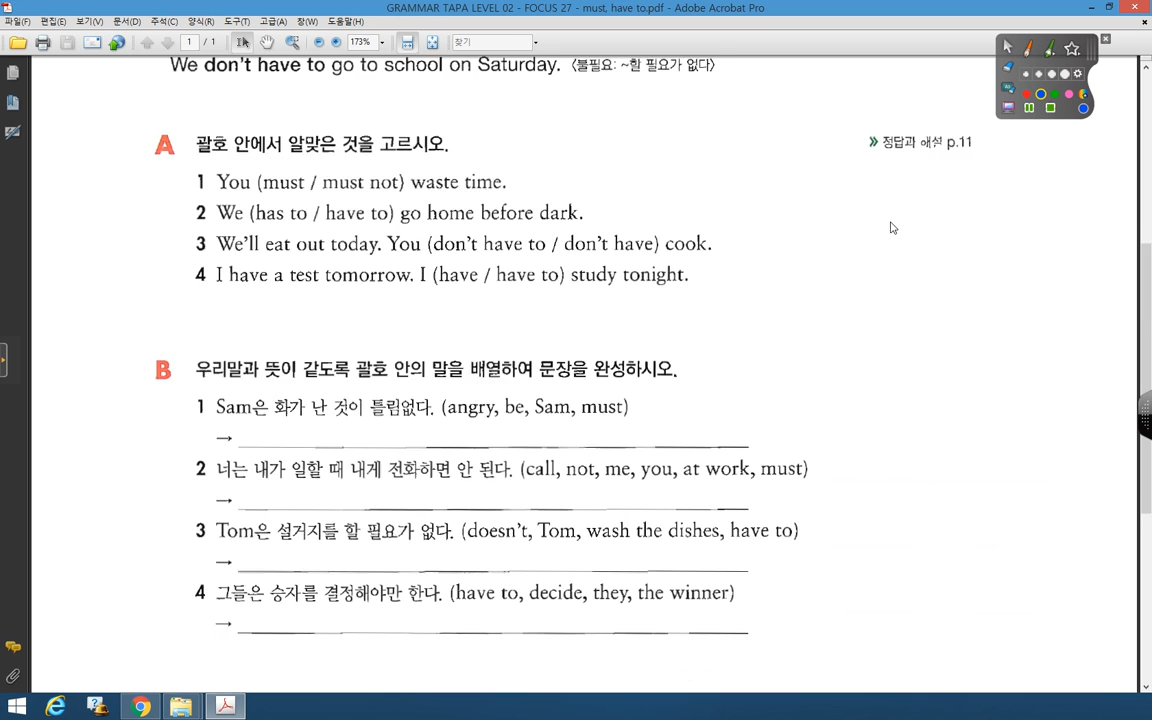 GRAMMAR TAPA LEVEL 02 - FOCUS 27 - must, have to.pdf - Adobe Acrobat Pro
파일(F) 편집(E) 보기(V) 문서(D) 주석(C) 양식(R) 도구(T) 고급(A) 창(W) 도움말(H)
1 / 1 173% 찾기
We don't have to go to school on Saturday. <불필요: ~할 필요가 없다>
A 괄호 안에서 알맞은 것을 고르시오.
» 정답과 해설 p.11
1 You (must / must not) waste time.
2 We (has to / have to) go home before dark.
3 We'll eat out today. You (don't have to / don't have) cook.
4 I have a test tomorrow. I (have / have to) study tonight.
B 우리말과 뜻이 같도록 괄호 안의 말을 배열하여 문장을 완성하시오.
1 Sam은 화가 난 것이 틀림없다. (angry, be, Sam, must)
→
2 너는 내가 일할 때 내게 전화하면 안 된다. (call, not, me, you, at work, must)
→
3 Tom은 설거지를 할 필요가 없다. (doesn't, Tom, wash the dishes, have to)
→
4 그들은 승자를 결정해야만 한다. (have to, decide, they, the winner)
→